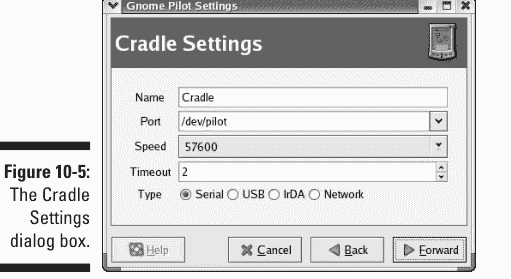 Gnome Pilot Settings
Cradle Settings
Name Cradle
Port /dev/pilot
Speed 57600
Timeout 2
Type Serial USB IrDA Network
Help Cancel Back Forward
Figure 10-5:
The Cradle
Settings
dialog box.